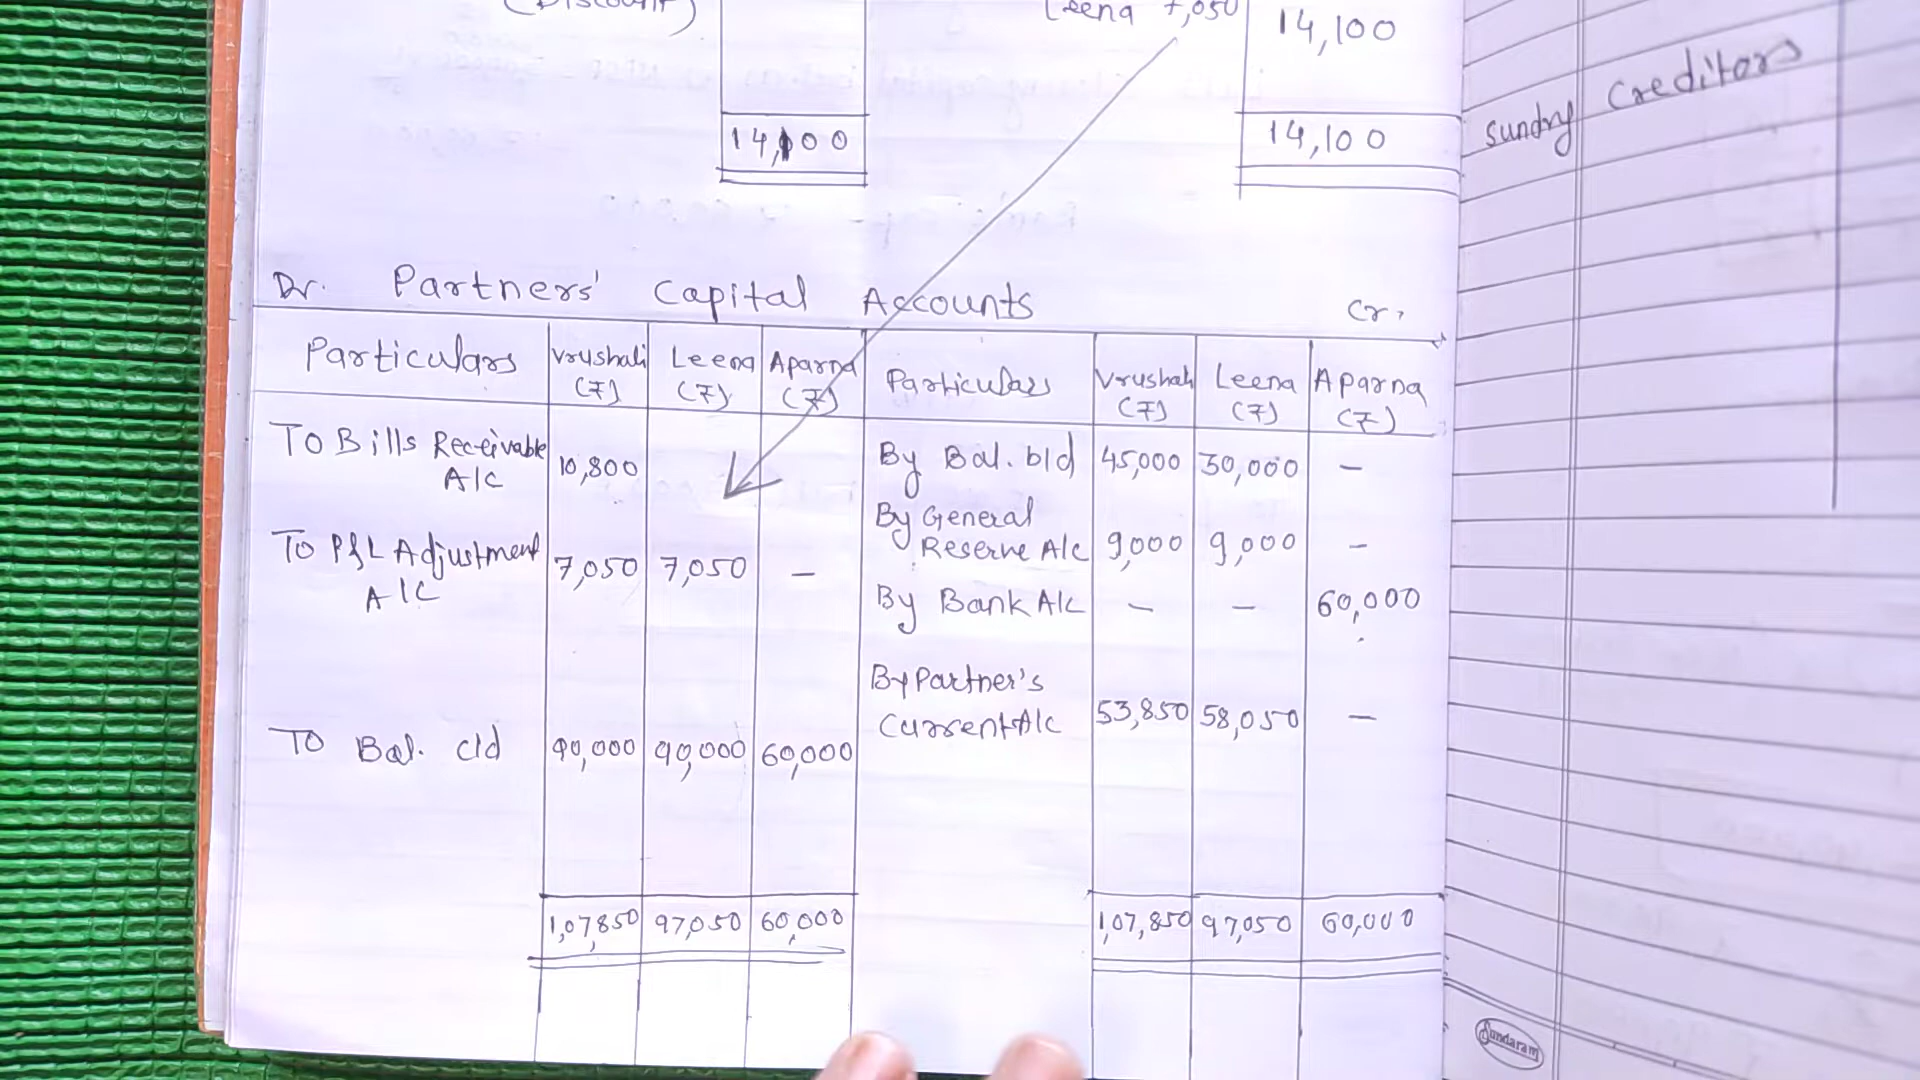 (Discount)
Leena 7,050
14,100
14,100
14,100
Sundry Creditors
Dr. Partners' Capital Accounts Cr.
Particulars Vrushali (₹) Leena (₹) Aparna (₹) Particulars Vrushali (₹) Leena (₹) Aparna (₹)
To Bills Receivable A/c 10,800
By Bal. b/d 45,000 30,000 –
By General Reserve A/c 9,000 9,000 –
To P&L Adjustment A/c 7,050 7,050 –
By Bank A/c – – 60,000
By Partner's Current A/c 53,850 58,050 –
To Bal. c/d 90,000 90,000 60,000
1,07,850 97,050 60,000 1,07,850 97,050 60,000
Sundaram